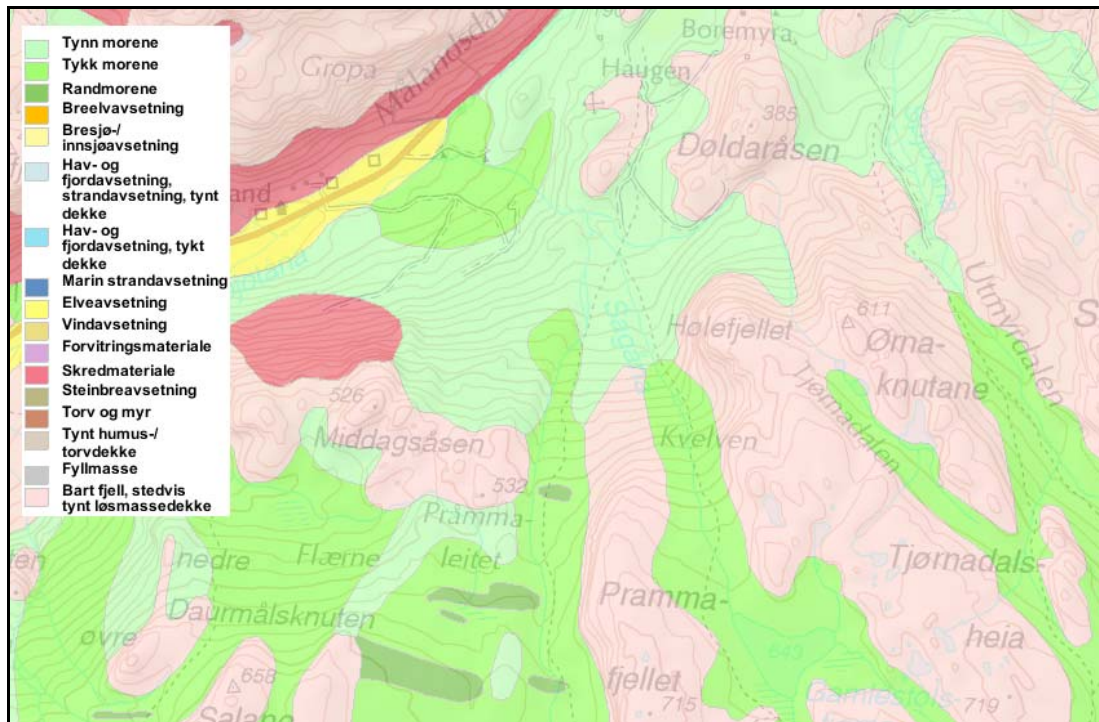 Tynn morene
Tykk morene
Randmorene
Breelvavsetning
Bresjø-/
innsjøavsetning
Hav- og
fjordavsetning,
strandavsetning, tynt
dekke
Hav- og
fjordavsetning, tykt
dekke
Marin strandavsetning
Elveavsetning
Vindavsetning
Forvitringsmateriale
Skredmateriale
Steinbreavsetning
Torv og myr
Tynt humus-/
torvdekke
Fyllmasse
Bart fjell, stedvis
tynt løsmassedekke
Boremyra
Gropa
Haugen
385
Døldaråsen
Utmyrdalen
611
Hølefjellet
Ørna-
knutane
Tjørnadalen
526
Middagsåsen
Kvelven
532
Pramma-
leitet
nedre
Flærne
Daurmålsknuten
øvre
Pramma-
fjellet
Tjørnadals-
heia
643
658
715
719